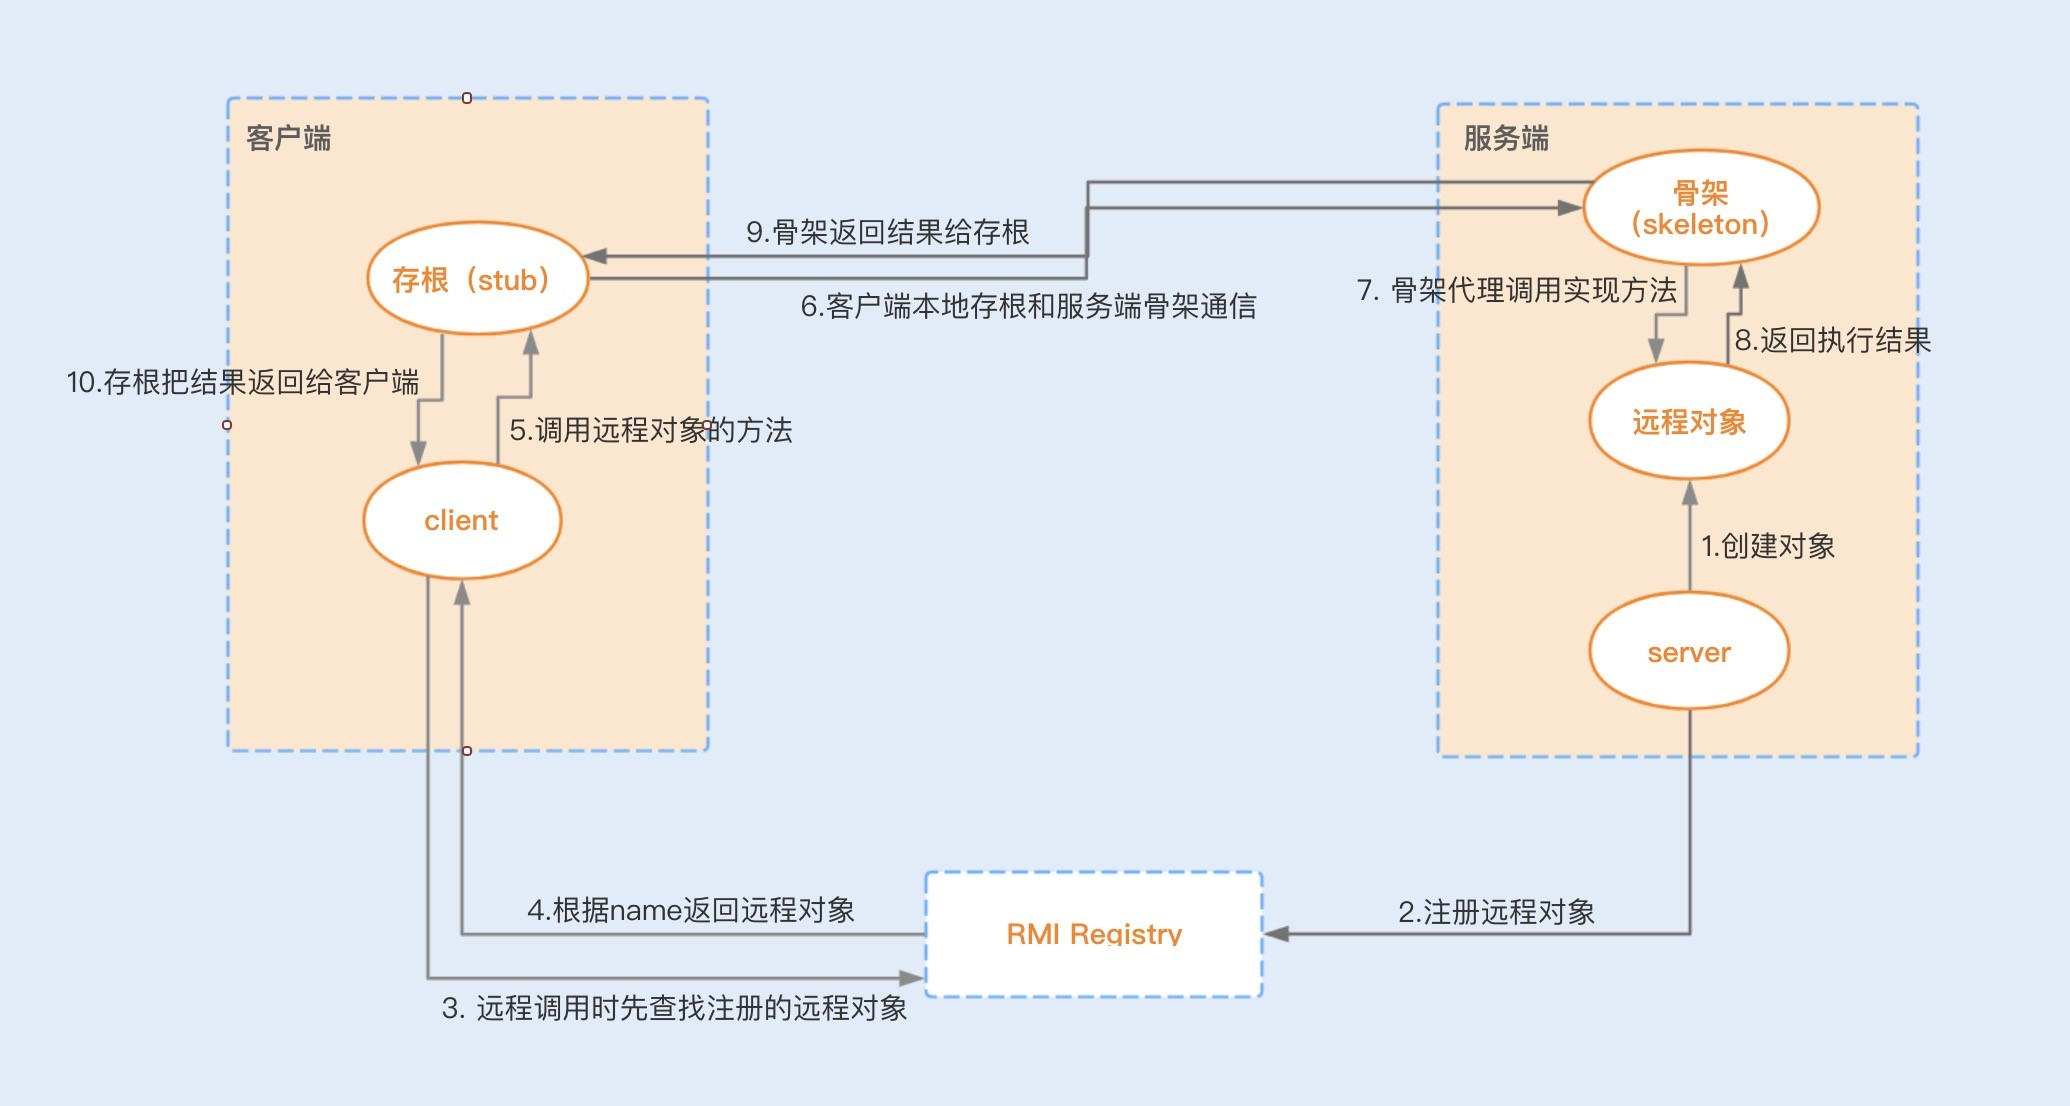 客户端
服务端
骨架
（skeleton）
9.骨架返回结果给存根
存根（stub）
6.客户端本地存根和服务端骨架通信
7. 骨架代理调用实现方法
8.返回执行结果
10.存根把结果返回给客户端
5.调用远程对象的方法
远程对象
client
1.创建对象
server
4.根据name返回远程对象
RMI Registry
2.注册远程对象
3. 远程调用时先查找注册的远程对象